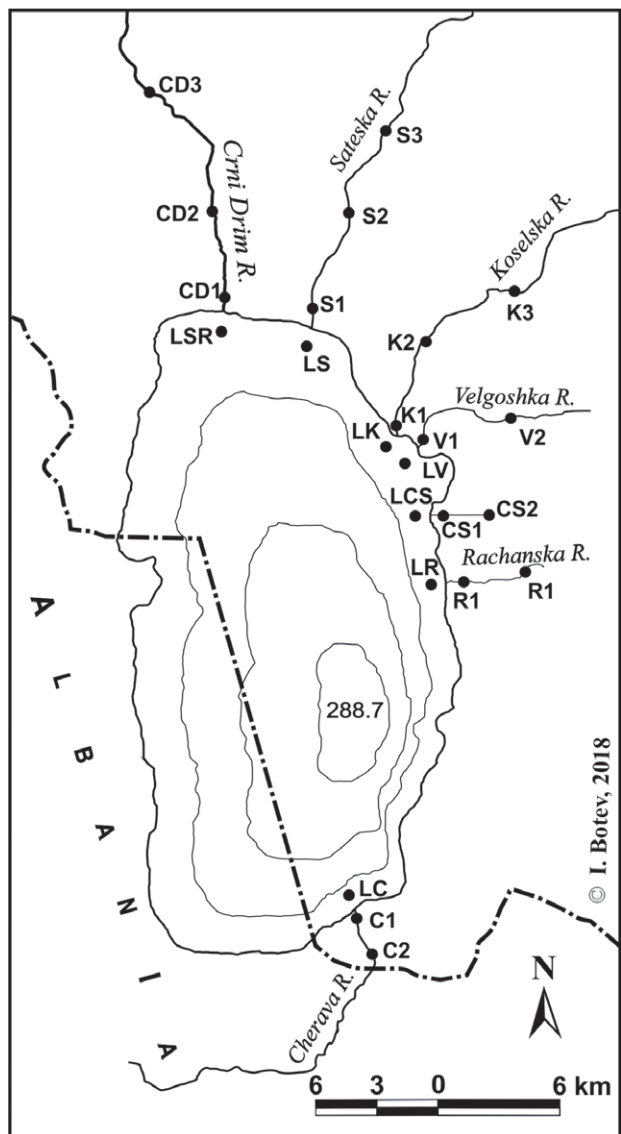 CD3
S3
Sateska R.
Crni Drim R.
CD2
S2
Koselska R.
CD1
S1
K3
LSR
LS
K2
Velgoshka R.
K1
V1
V2
LK
LV
LCS
CS1
CS2
Rachanska R.
LR
R1
R1
ALBANIA
288.7
© I. Botev, 2018
LC
C1
C2
Cherava R.
N
6 3 0 6 km